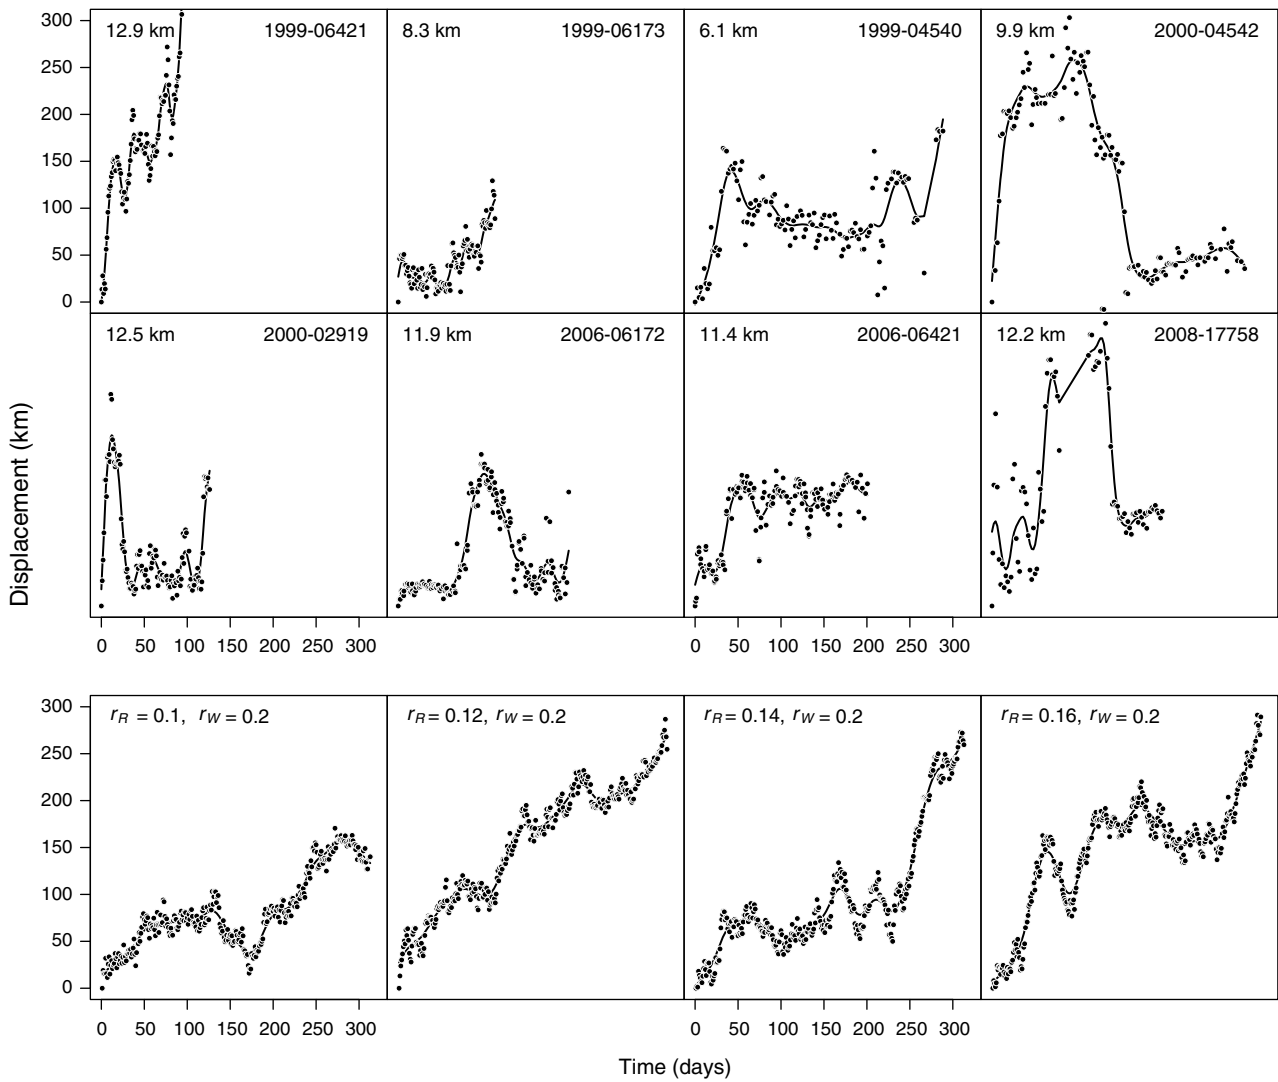 300 12.9 km 1999-06421 8.3 km 1999-06173 6.1 km 1999-04540 9.9 km 2000-04542
250
200
150
100
50
0
12.5 km 2000-02919 11.9 km 2006-06172 11.4 km 2006-06421 12.2 km 2008-17758
Displacement (km)
0 50 100 150 200 250 300 0 50 100 150 200 250 300
300 r_R = 0.1, r_W = 0.2 r_R = 0.12, r_W = 0.2 r_R = 0.14, r_W = 0.2 r_R = 0.16, r_W = 0.2
250
200
150
100
50
0
0 50 100 150 200 250 300 0 50 100 150 200 250 300
Time (days)